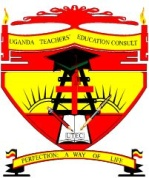 UGANDA TEACHERS' EDUCATION CONSULT
UTEC
PERFECTION: A WAY OF LIFE